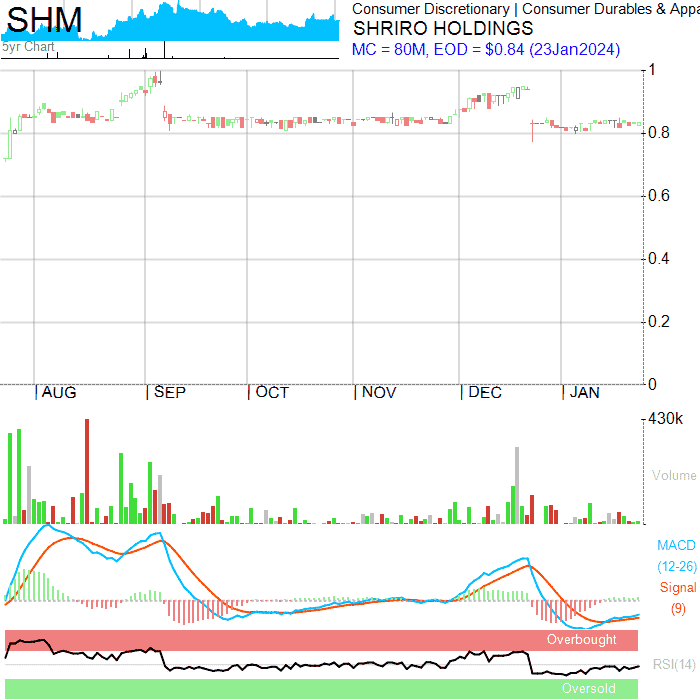 SHM
5yr Chart
Consumer Discretionary | Consumer Durables & Appa
SHRIRO HOLDINGS
MC = 80M, EOD = $0.84 (23Jan2024)
1
0.8
0.6
0.4
0.2
0
AUG SEP OCT NOV DEC JAN
430k
Volume
MACD
(12-26)
Signal
(9)
Overbought
RSI(14)
Oversold